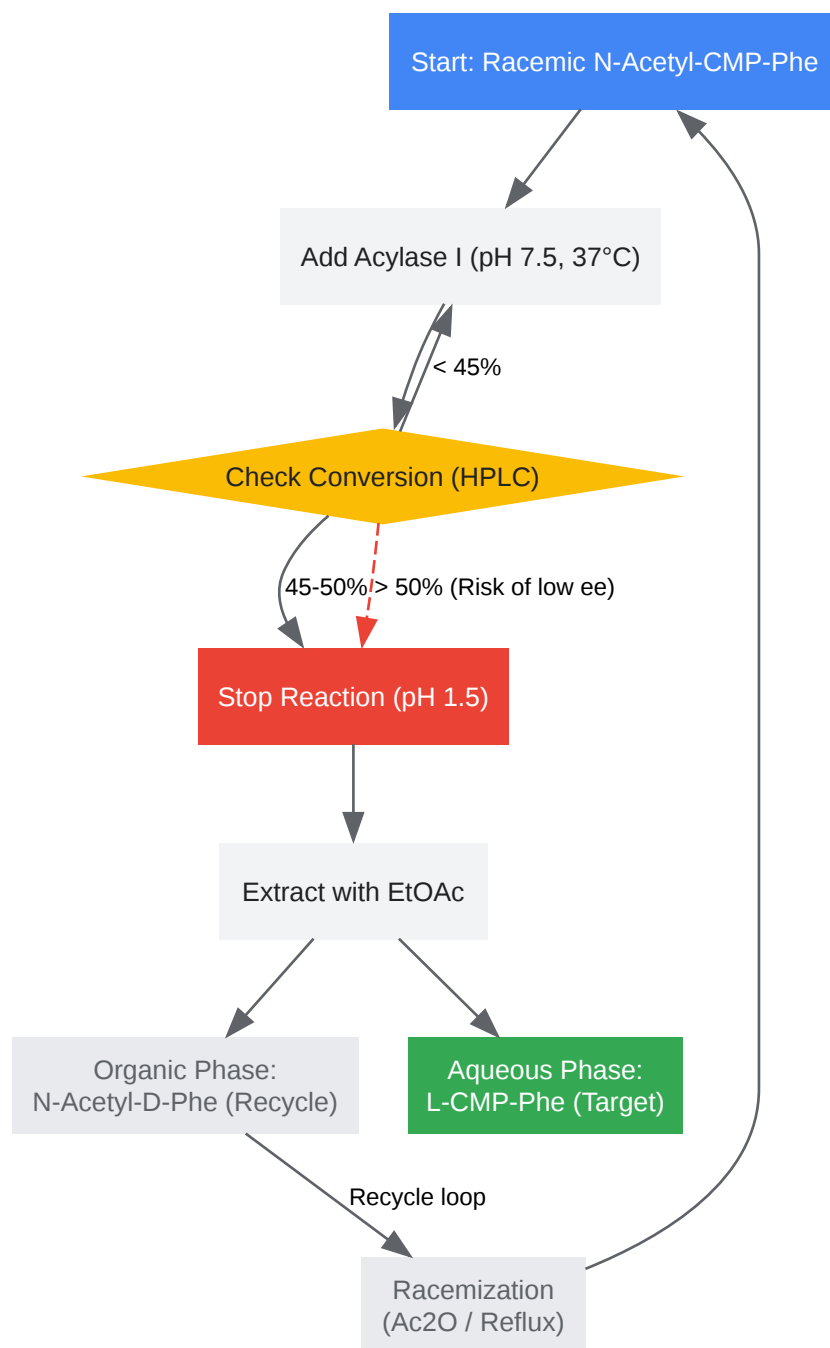 Start: Racemic N-Acetyl-CMP-Phe
Add Acylase I (pH 7.5, 37°C)
< 45%
Check Conversion (HPLC)
45-50%
> 50% (Risk of low ee)
Stop Reaction (pH 1.5)
Extract with EtOAc
Organic Phase:
N-Acetyl-D-Phe (Recycle)
Aqueous Phase:
L-CMP-Phe (Target)
Recycle loop
Racemization
(Ac2O / Reflux)